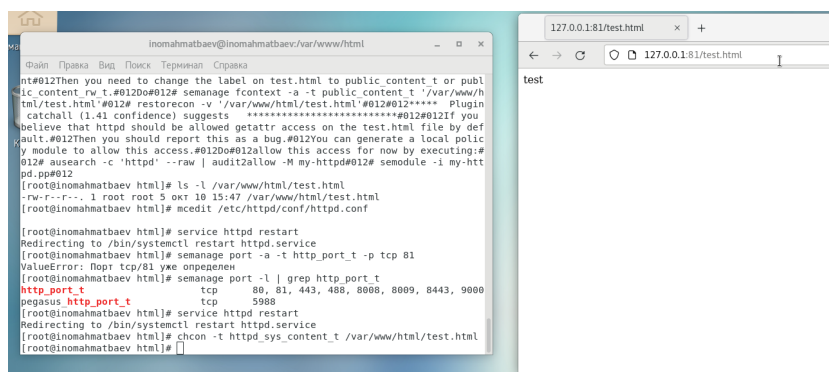 inomahmatbaev@inomahmatbaev:/var/www/html
Файл Правка Вид Поиск Терминал Справка
nt#012Then you need to change the label on test.html to public_content_t or publ
ic_content_rw_t.#012Do#012# semanage fcontext -a -t public_content_t '/var/www/h
tml/test.html'#012# restorecon -v '/var/www/html/test.html'#012#012***** Plugin
catchall (1.41 confidence) suggests **************************#012#012If you
believe that httpd should be allowed getattr access on the test.html file by def
ault.#012Then you should report this as a bug.#012You can generate a local polic
y module to allow this access.#012Do#012allow this access for now by executing:#
012# ausearch -c 'httpd' --raw | audit2allow -M my-httpd#012# semodule -i my-htt
pd.pp#012
[root@inomahmatbaev html]# ls -l /var/www/html/test.html
-rw-r--r--. 1 root root 5 окт 10 15:47 /var/www/html/test.html
[root@inomahmatbaev html]# mcedit /etc/httpd/conf/httpd.conf
[root@inomahmatbaev html]# service httpd restart
Redirecting to /bin/systemctl restart httpd.service
[root@inomahmatbaev html]# semanage port -a -t http_port_t -p tcp 81
ValueError: Порт tcp/81 уже определен
[root@inomahmatbaev html]# semanage port -l | grep http_port_t
http_port_t tcp 80, 81, 443, 488, 8008, 8009, 8443, 9000
pegasus_http_port_t tcp 5988
[root@inomahmatbaev html]# service httpd restart
Redirecting to /bin/systemctl restart httpd.service
[root@inomahmatbaev html]# chcon -t httpd_sys_content_t /var/www/html/test.html
[root@inomahmatbaev html]#
127.0.0.1:81/test.html
127.0.0.1:81/test.html
test